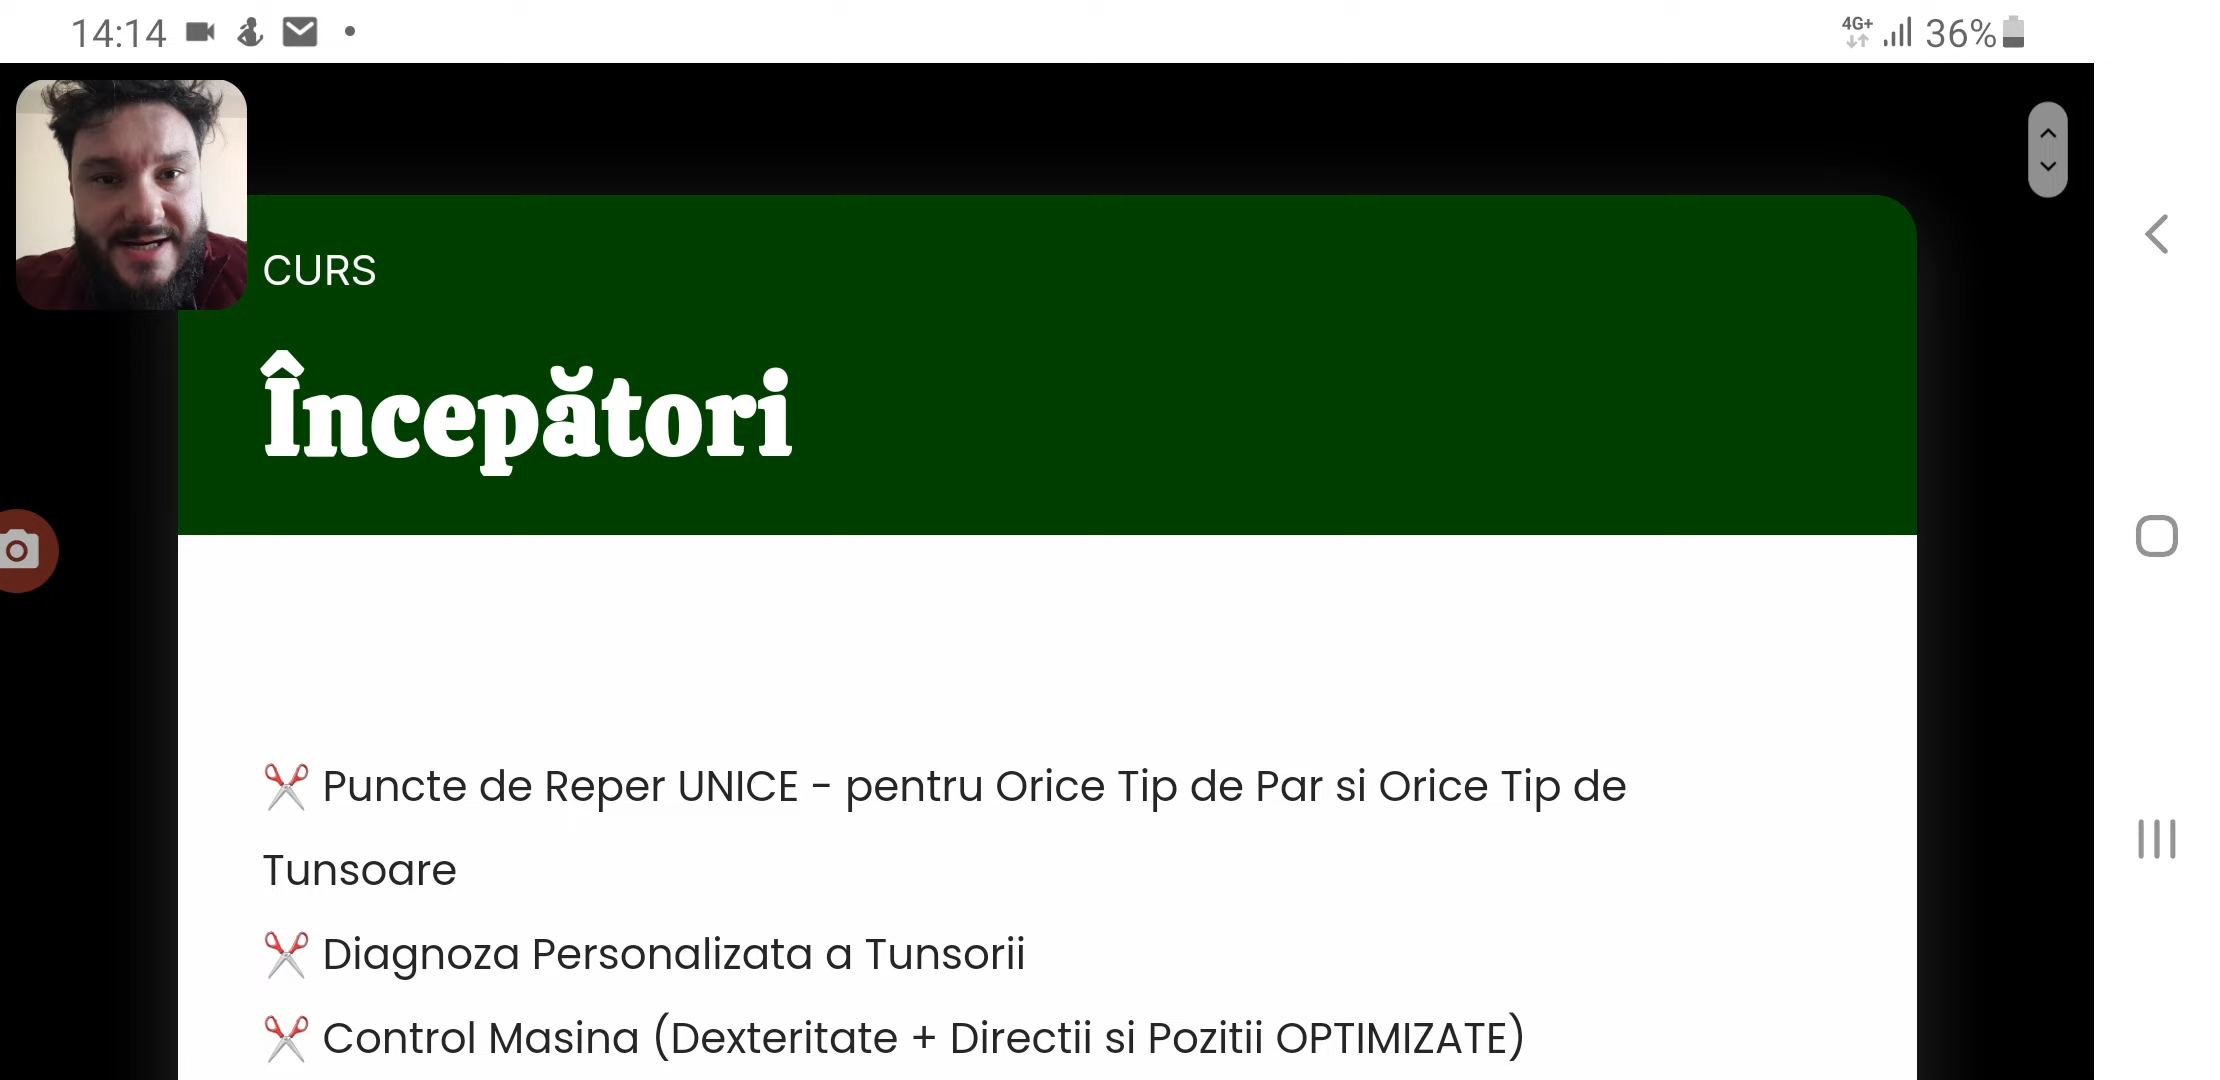 14:14
4G+ 36%
CURS
Începători
Puncte de Reper UNICE - pentru Orice Tip de Par si Orice Tip de
Tunsoare
Diagnoza Personalizata a Tunsorii
Control Masina (Dexteritate + Directii si Pozitii OPTIMIZATE)